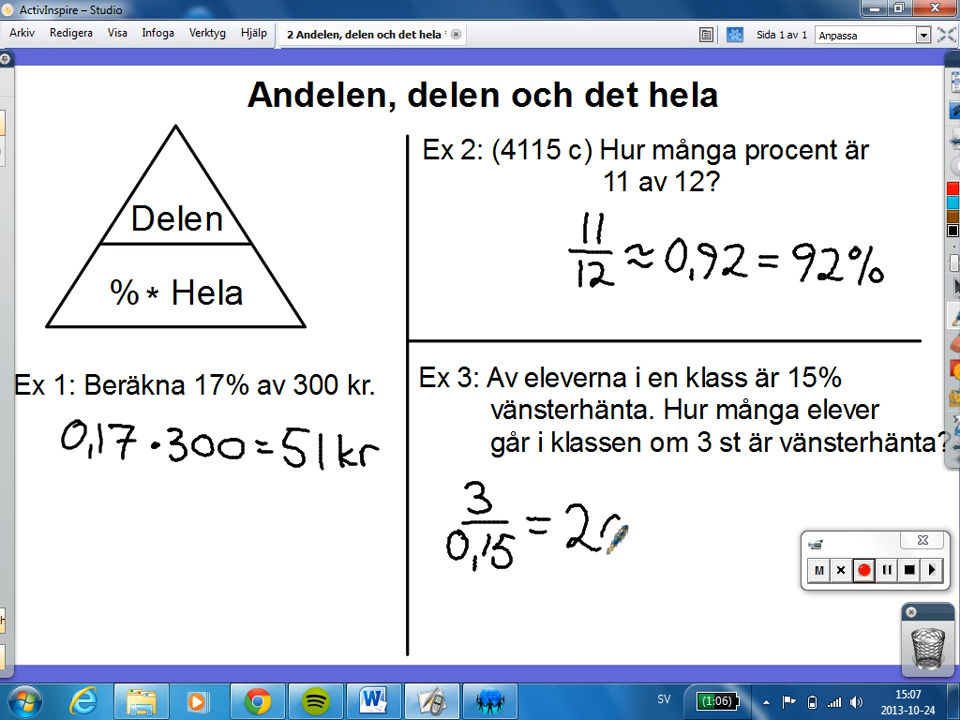 ActivInspire – Studio
Arkiv Redigera Visa Infoga Verktyg Hjälp 2 Andelen, delen och det hela Sida 1 av 1 Anpassa
Andelen, delen och det hela
Delen
% * Hela
Ex 1: Beräkna 17% av 300 kr.
0,17 · 300 = 51 kr
Ex 2: (4115 c) Hur många procent är
11 av 12?
11
12 ≈ 0,92 = 92%
Ex 3: Av eleverna i en klass är 15%
vänsterhänta. Hur många elever
går i klassen om 3 st är vänsterhänta?
3
0,15 = 2
M
SV (1:06) 15:07
2013-10-24